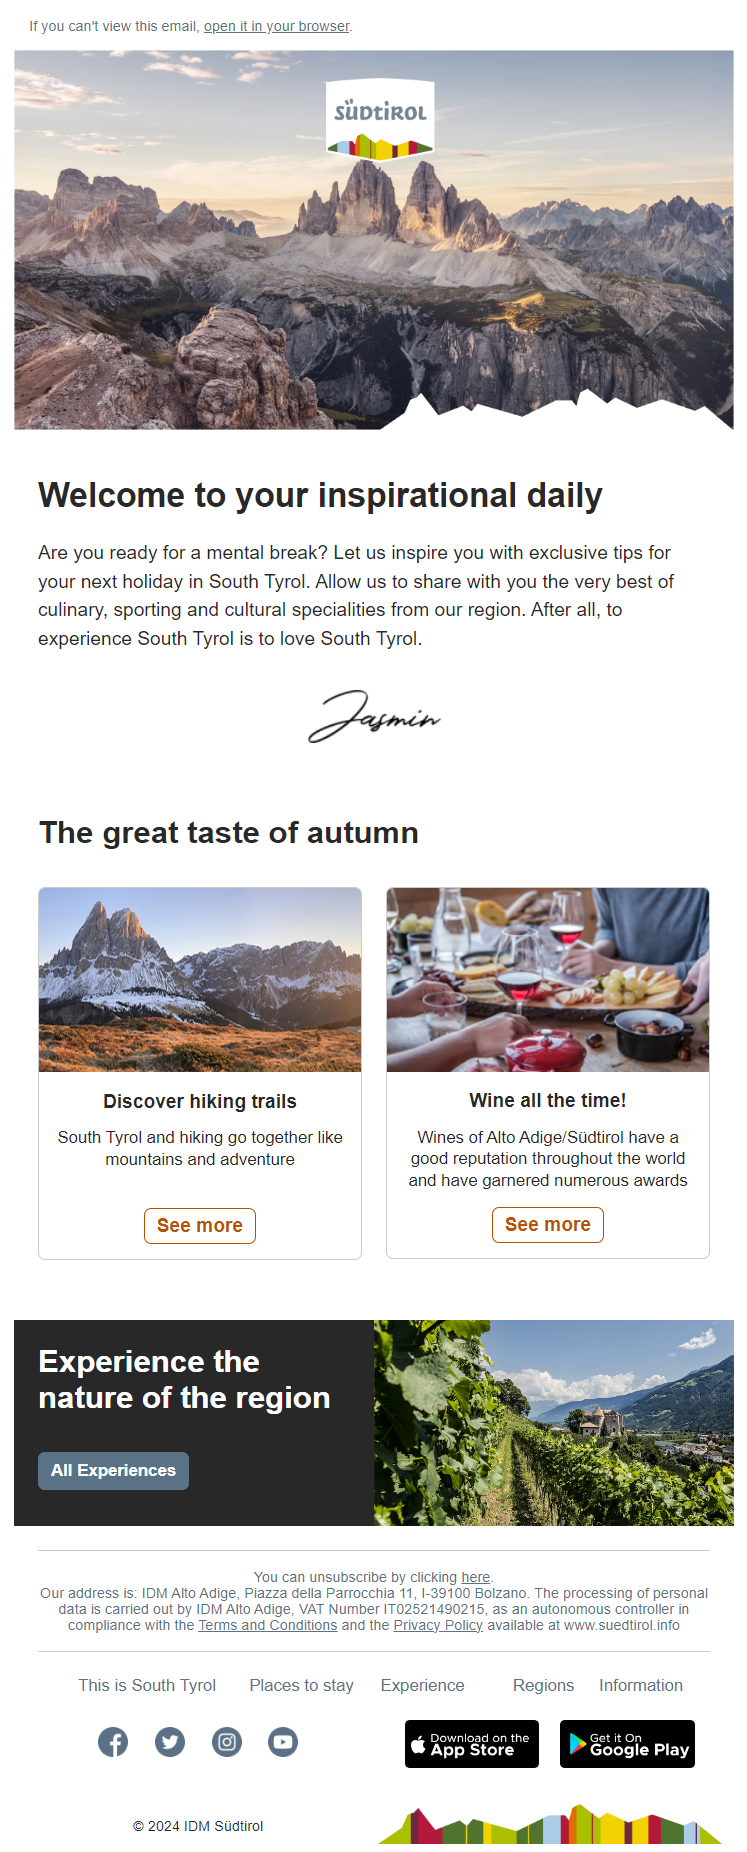 If you can't view this email, open it in your browser.
SÜDTIROL
Welcome to your inspirational daily
Are you ready for a mental break? Let us inspire you with exclusive tips for
your next holiday in South Tyrol. Allow us to share with you the very best of
culinary, sporting and cultural specialities from our region. After all, to
experience South Tyrol is to love South Tyrol.
Jasmin
The great taste of autumn
Discover hiking trails
South Tyrol and hiking go together like
mountains and adventure
See more
Wine all the time!
Wines of Alto Adige/Südtirol have a
good reputation throughout the world
and have garnered numerous awards
See more
Experience the
nature of the region
All Experiences
You can unsubscribe by clicking here.
Our address is: IDM Alto Adige, Piazza della Parrocchia 11, I-39100 Bolzano. The processing of personal
data is carried out by IDM Alto Adige, VAT Number IT02521490215, as an autonomous controller in
compliance with the Terms and Conditions and the Privacy Policy available at www.suedtirol.info
This is South Tyrol Places to stay Experience Regions Information
Download on the
App Store
Get it On
Google Play
© 2024 IDM Südtirol